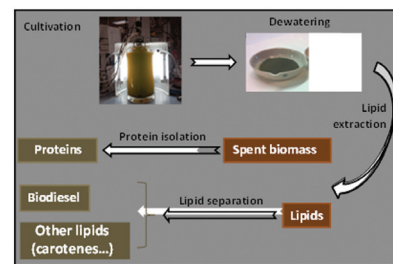 Cultivation
Dewatering
Lipid
extraction
Protein isolation
Proteins
Spent biomass
Biodiesel
Lipid separation
Lipids
Other lipids
(carotenes...)